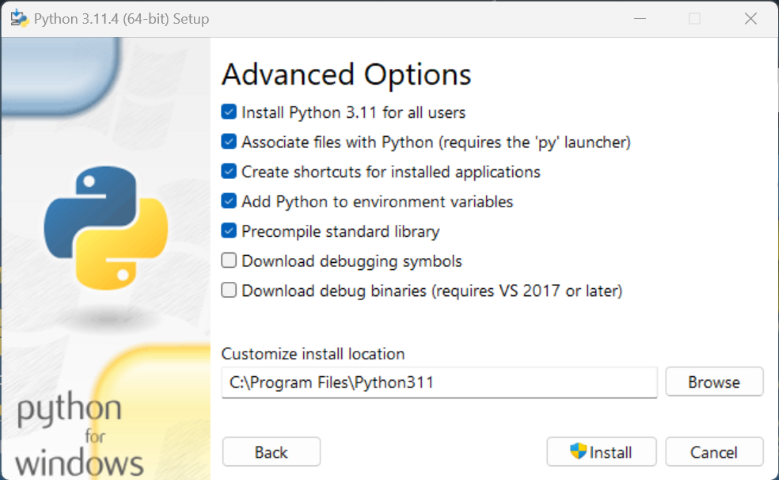 Python 3.11.4 (64-bit) Setup
Advanced Options
Install Python 3.11 for all users
Associate files with Python (requires the 'py' launcher)
Create shortcuts for installed applications
Add Python to environment variables
Precompile standard library
Download debugging symbols
Download debug binaries (requires VS 2017 or later)
Customize install location
C:\Program Files\Python311
Browse
python
for
windows
Back
Install
Cancel